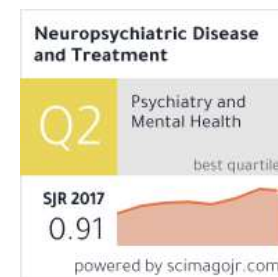 Neuropsychiatric Disease
and Treatment
Q2
Psychiatry and
Mental Health
best quartile
SJR 2017
0.91
powered by scimagojr.com